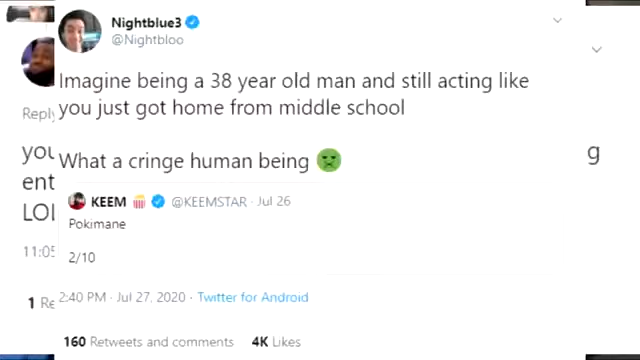 Nightblue3
@Nightbloo
Imagine being a 38 year old man and still acting like
Reply
you just got home from middle school
you
What a cringe human being
g
ent
KEEM @KEEMSTAR · Jul 26
LOL
Pokimane
11:05
2/10
1 Re
2:40 PM · Jul 27, 2020 · Twitter for Android
160 Retweets and comments 4K Likes